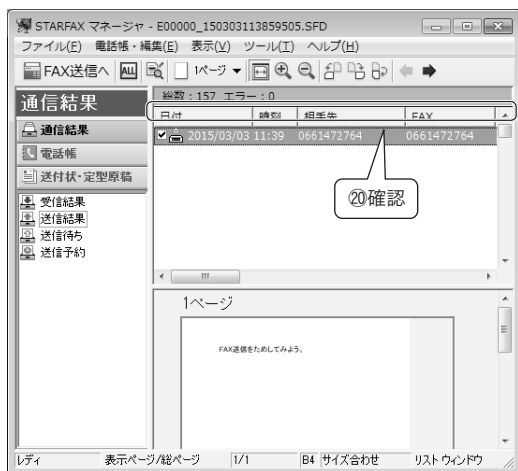 STARFAX マネージャ - E00000_150303113859505.SFD
ファイル(F) 電話帳・編集(E) 表示(V) ツール(T) ヘルプ(H)
FAX送信へ ALL 1ページ
通信結果
総数：157 エラー：0
日付 時刻 相手先 FAX
2015/03/03 11:39 0661472764 0661472764
通信結果
電話帳
送付状・定型原稿
受信結果
送信結果
送信待ち
送信予約
⑳確認
1ページ
FAX送信をためしてみよう。
レディ 表示ページ/総ページ 1/1 B4 サイズ合わせ リスト ウィンドウ